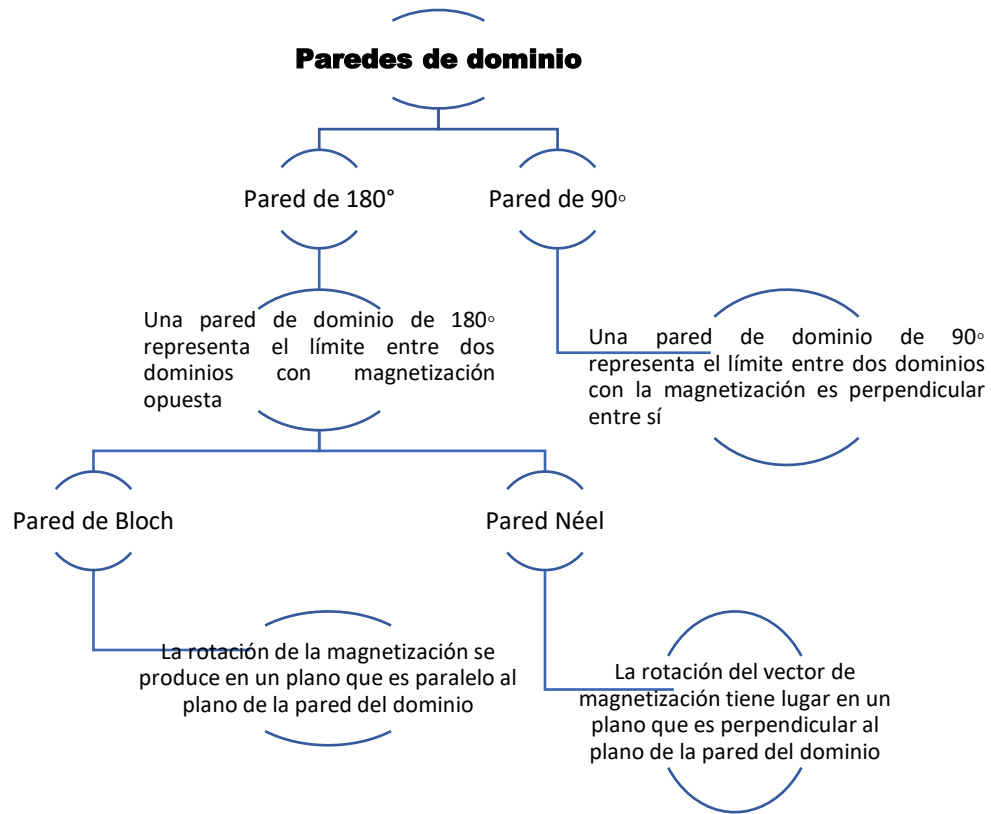 Paredes de dominio
Pared de 180°
Pared de 90◦
Una pared de dominio de 180◦
representa el límite entre dos
dominios con magnetización
opuesta
Una pared de dominio de 90◦
representa el límite entre dos dominios
con la magnetización es perpendicular
entre sí
Pared de Bloch
Pared Néel
La rotación de la magnetización se
produce en un plano que es paralelo al
plano de la pared del dominio
La rotación del vector de
magnetización tiene lugar en un
plano que es perpendicular al
plano de la pared del dominio